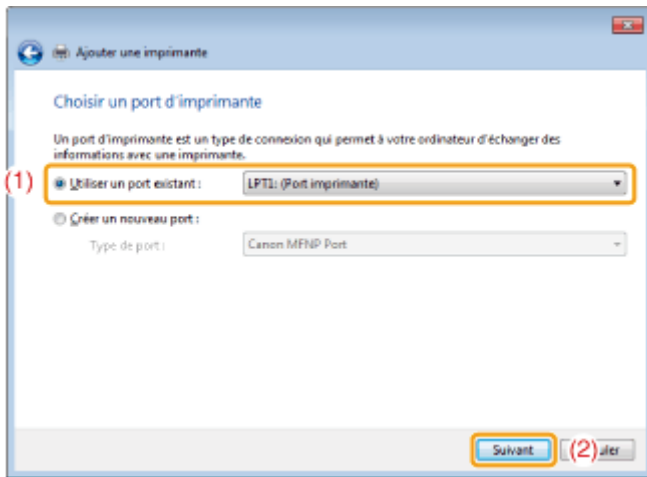 Ajouter une imprimante
Choisir un port d'imprimante
Un port d'imprimante est un type de connexion qui permet à votre ordinateur d'échanger des
informations avec une imprimante.
(1) Utiliser un port existant : LPT1: (Port imprimante)
Créer un nouveau port :
Type de port : Canon MFNP Port
Suivant (2) uler